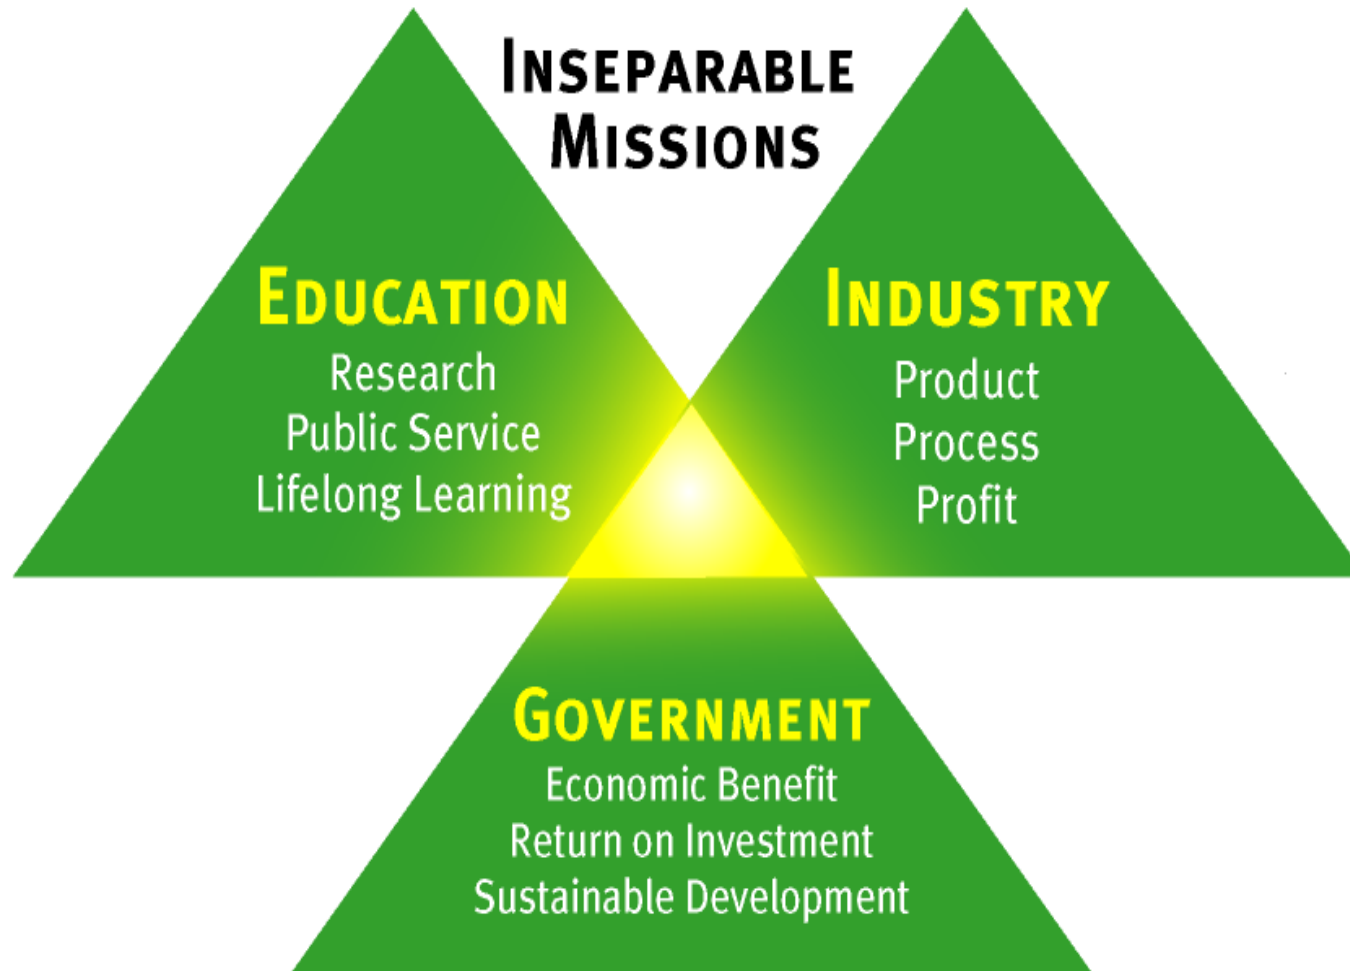 INSEPARABLE
MISSIONS
EDUCATION
Research
Public Service
Lifelong Learning
INDUSTRY
Product
Process
Profit
GOVERNMENT
Economic Benefit
Return on Investment
Sustainable Development